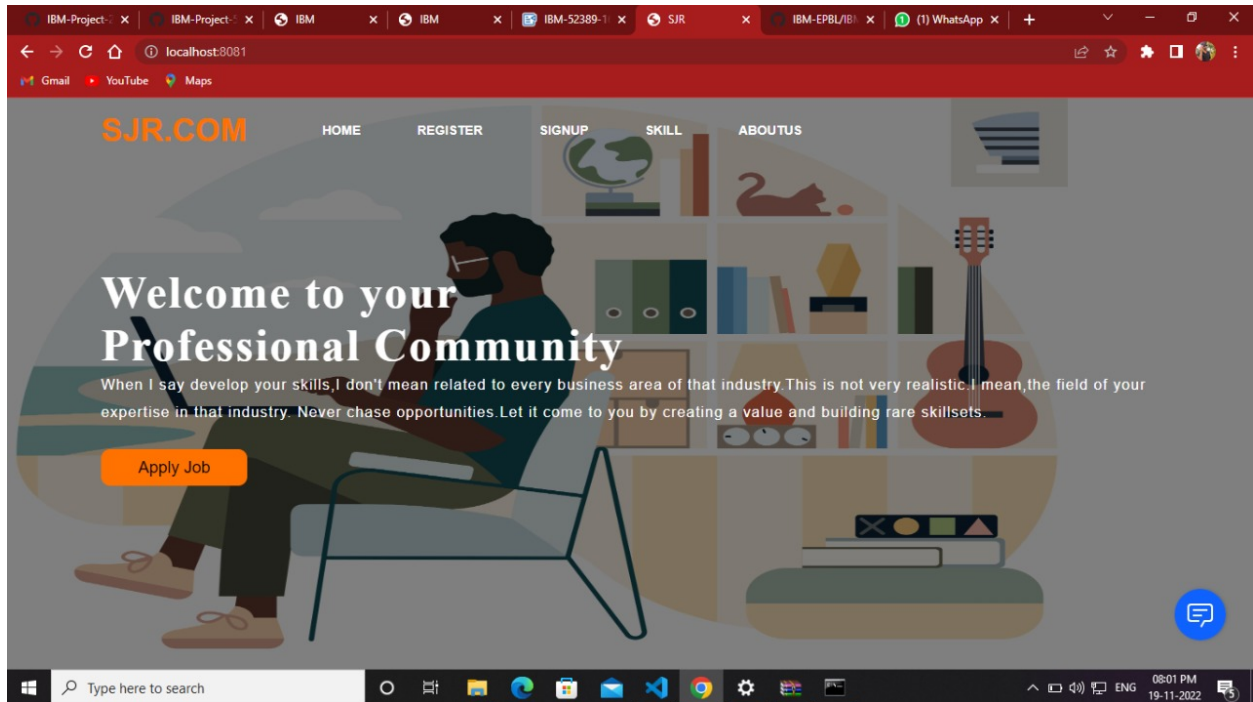 IBM-Project-2
IBM-Project-5
IBM
IBM
IBM-52389-1
SJR
IBM-EPBL/IBM
(1) WhatsApp
localhost:8081
Gmail YouTube Maps
SJR.COM HOME REGISTER SIGNUP SKILL ABOUTUS
Welcome to your
Professional Community
When I say develop your skills,I don't mean related to every business area of that industry.This is not very realistic.I mean,the field of your
expertise in that industry. Never chase opportunities.Let it come to you by creating a value and building rare skillsets.
Apply Job
Type here to search
ENG
08:01 PM
19-11-2022
5